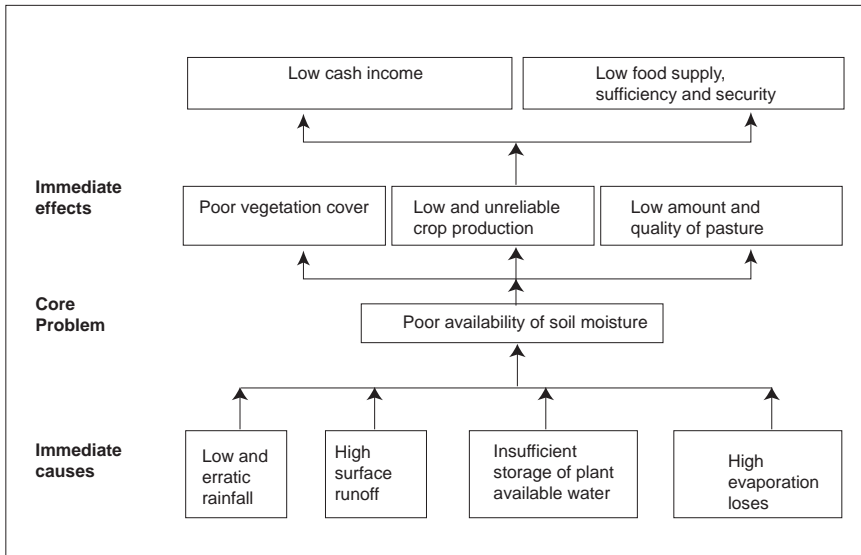 Low cash income
Low food supply,
sufficiency and security
Immediate
effects
Poor vegetation cover
Low and unreliable
crop production
Low amount and
quality of pasture
Core
Problem
Poor availability of soil moisture
Immediate
causes
Low and
erratic
rainfall
High
surface
runoff
Insufficient
storage of plant
available water
High
evaporation
loses